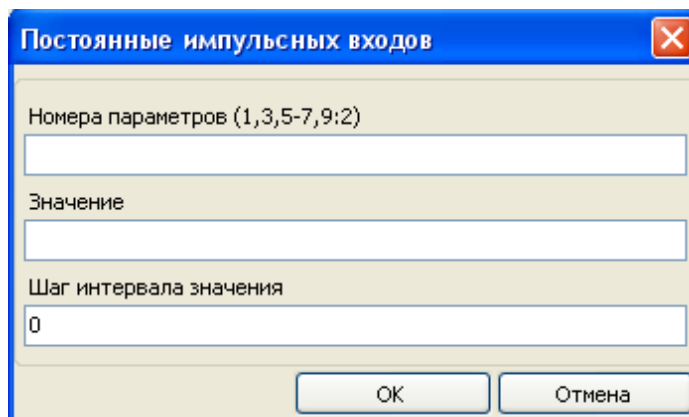 Постоянные импульсных входов
Номера параметров (1,3,5-7,9:2)
Значение
Шаг интервала значения
0
OK
Отмена